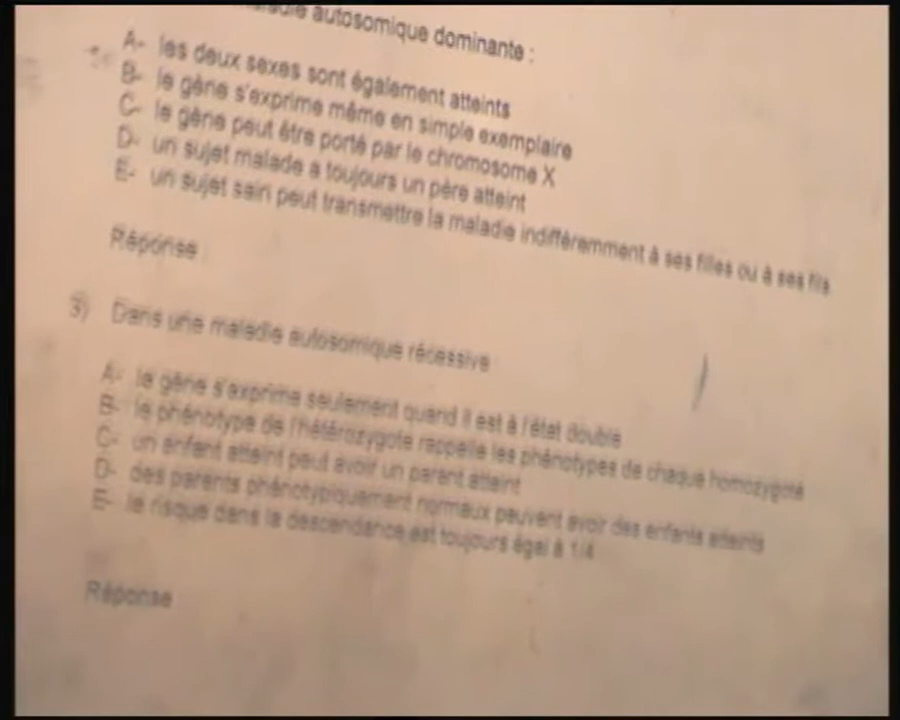 autosomique dominante :
A- les deux sexes sont également atteints
B- le gène s'exprime même en simple exemplaire
C- le gène peut être porté par le chromosome X
D- un sujet malade a toujours un père atteint
E- un sujet sain peut transmettre la maladie indifféremment à ses filles ou à ses fils
Réponse
3) Dans une maladie autosomique récessive
A- le gène s'exprime seulement quand il est à l'état double
B- le phénotype de l'hétérozygote rappelle les phénotypes de chaque homozygote
C- un enfant atteint peut avoir un parent atteint
D- des parents phénotypiquement normaux peuvent avoir des enfants atteints
E- le risque dans la descendance est toujours égal à 1/4
Réponse